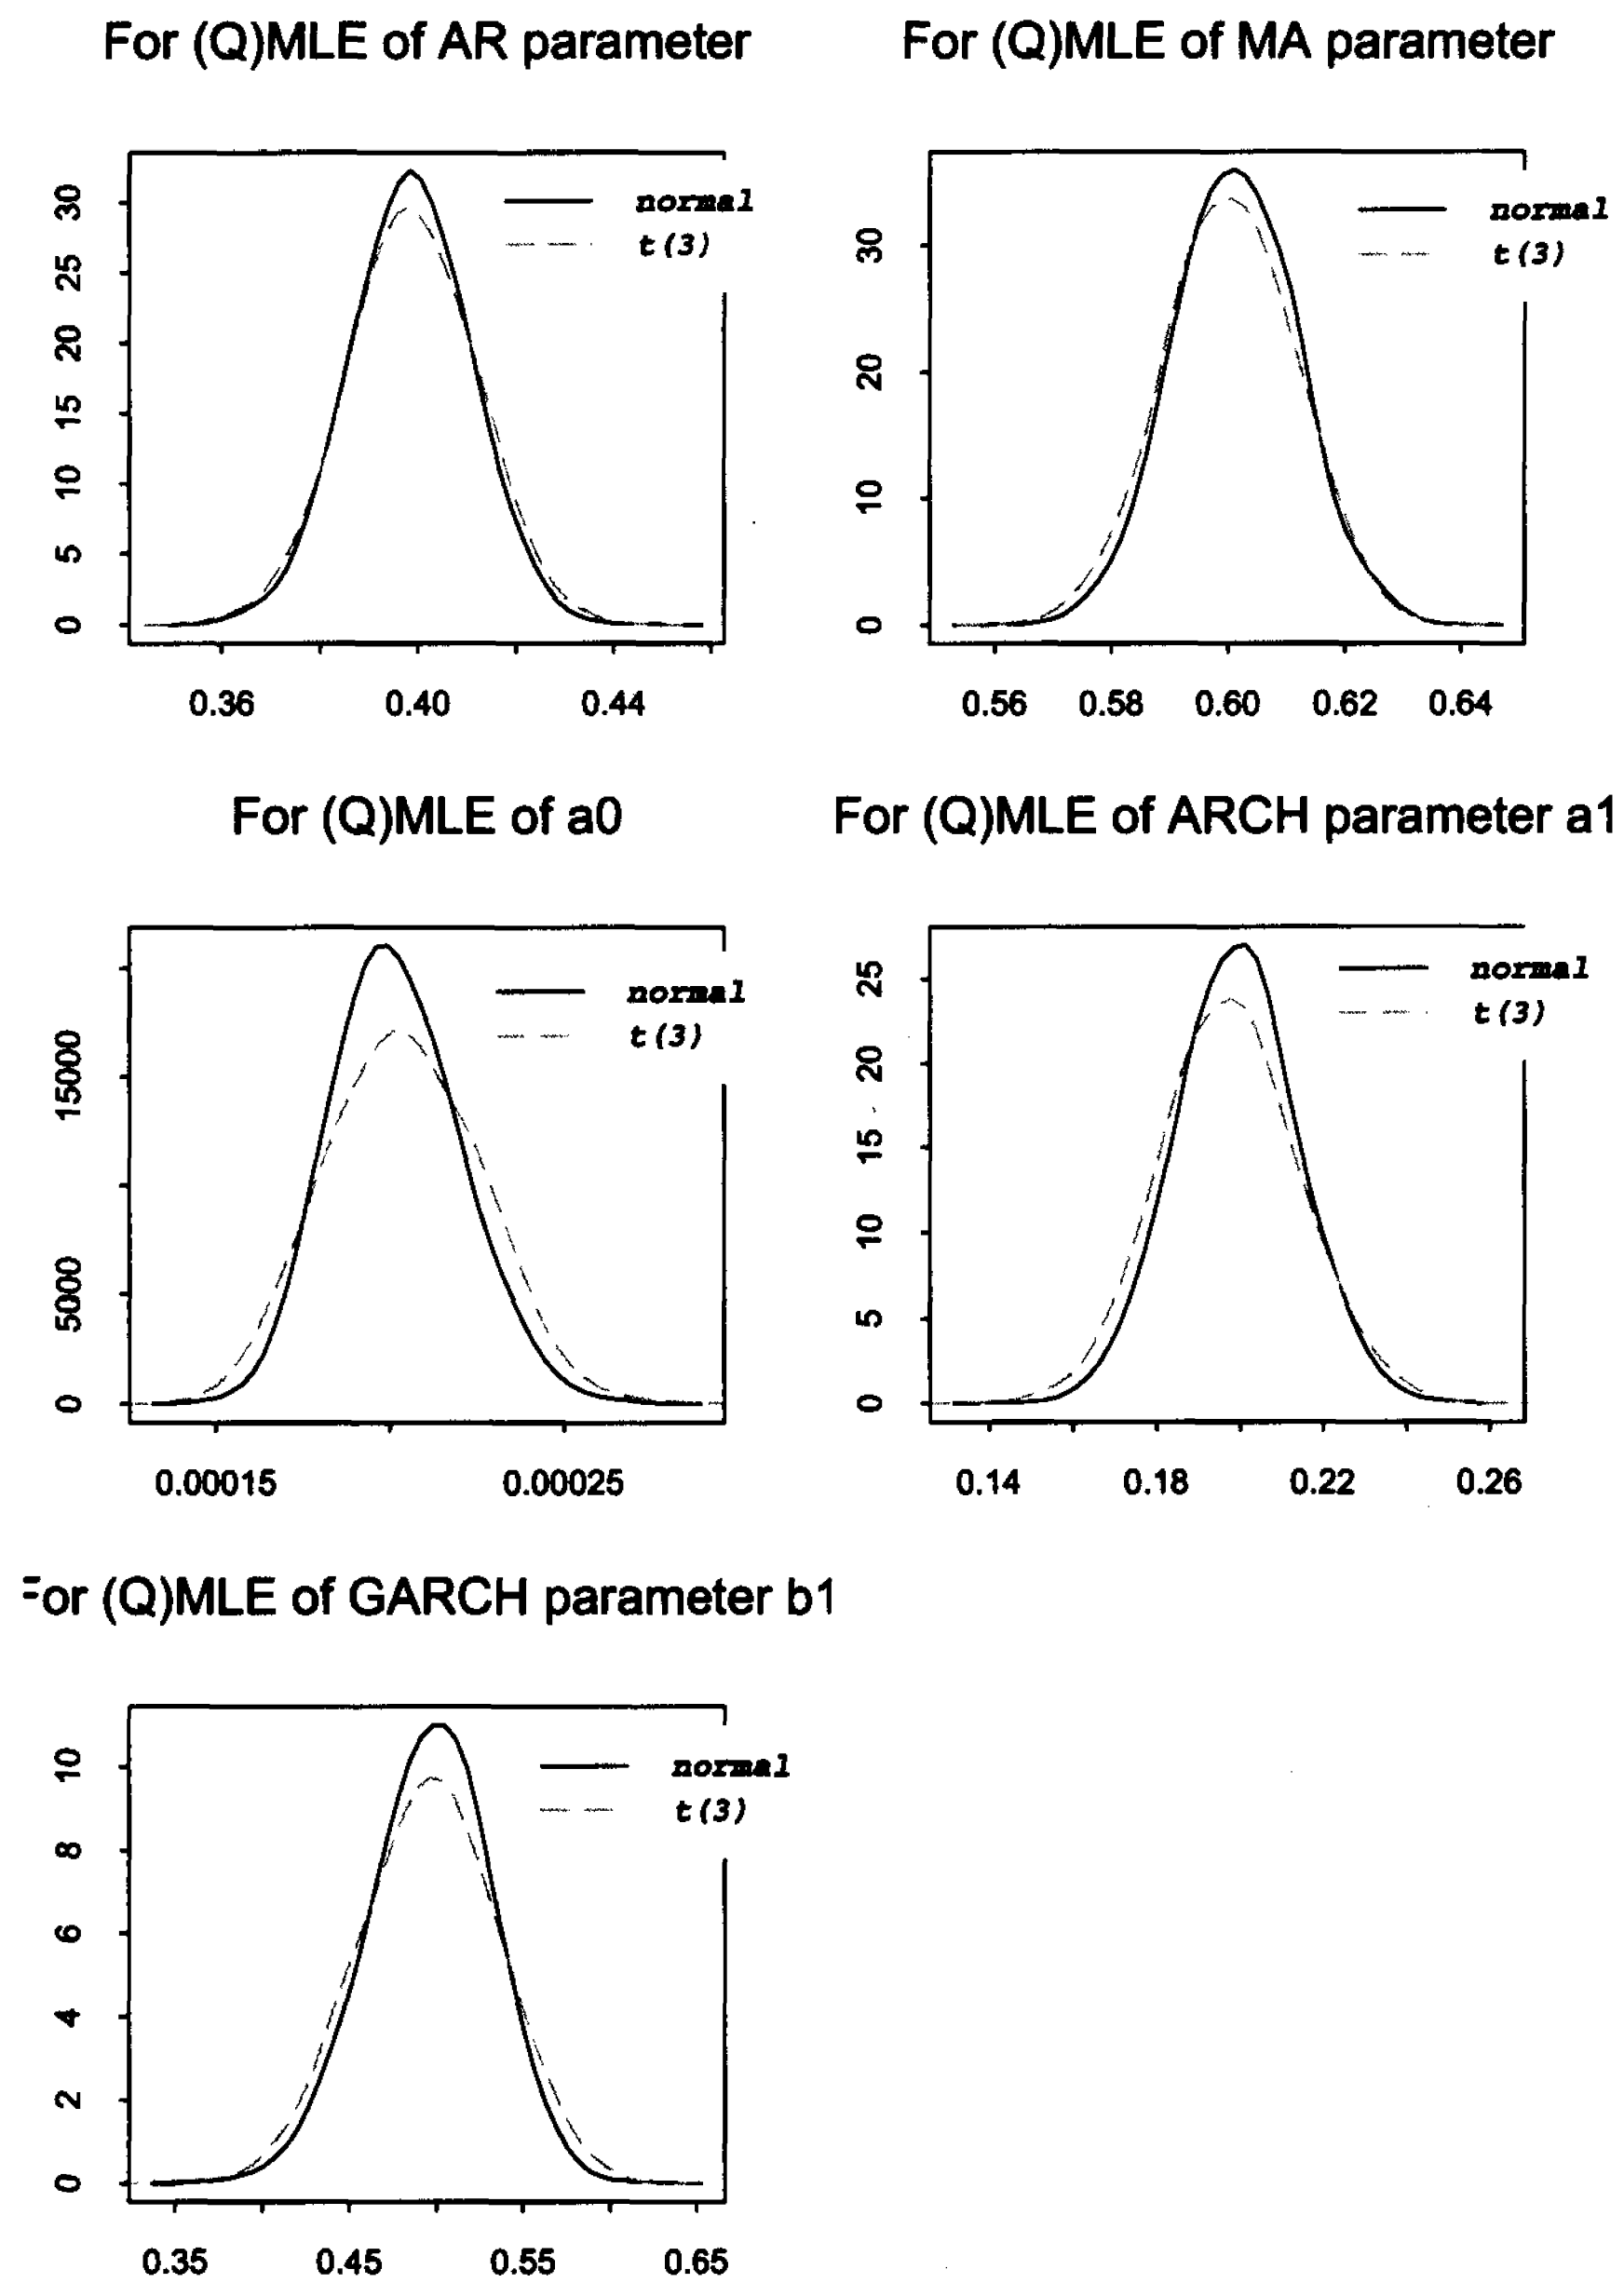 For (Q)MLE of AR parameter
For (Q)MLE of MA parameter
30
25
20
15
10
5
0
normal
t(3)
0.36 0.40 0.44
30
20
10
0
normal
t(3)
0.56 0.58 0.60 0.62 0.64
For (Q)MLE of a0
For (Q)MLE of ARCH parameter a1
15000
5000
0
normal
t(3)
0.00015 0.00025
25
20
15
10
5
0
normal
t(3)
0.14 0.18 0.22 0.26
For (Q)MLE of GARCH parameter b1
10
8
6
4
2
0
normal
t(3)
0.35 0.45 0.55 0.65